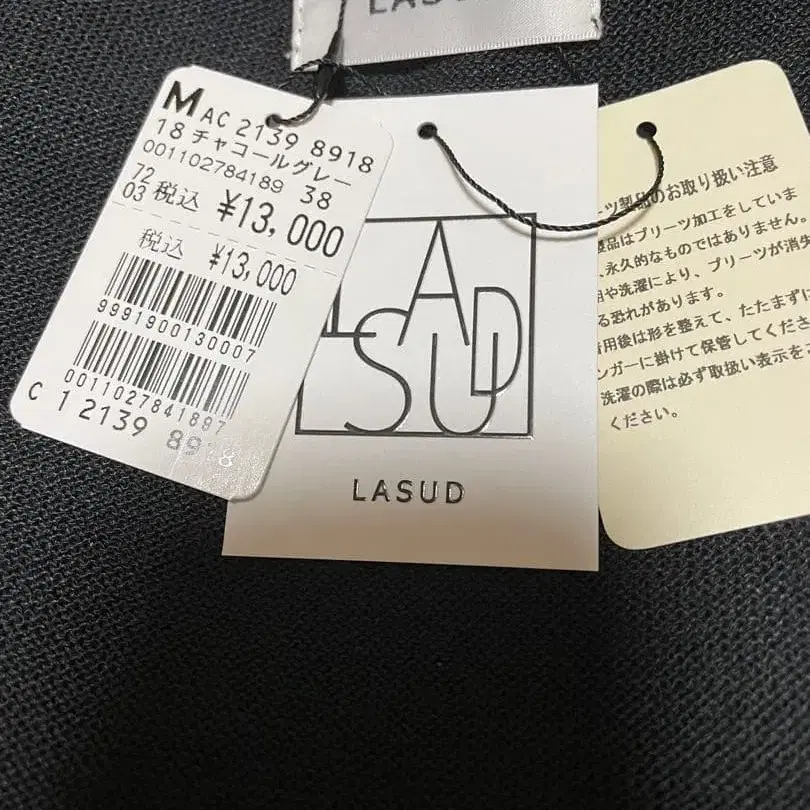 LASUD
M AC 2139 8918
18 チャコールグレー
001102784189 38
72
03 税込 ¥13,000
税込 ¥13,000
9991900130007
0011027841897
C 1 2139 8918
LASUD
LASUD
ーツ製品のお取り扱い注意
製品はプリーツ加工をしていま
、永久的なものではありません。
用や洗濯により、プリーツが消失
る恐れがあります。
着用後は形を整えて、たたまずに
ンガーに掛けて保管してくださ
洗濯の際は必ず取扱い表示をご
ください。